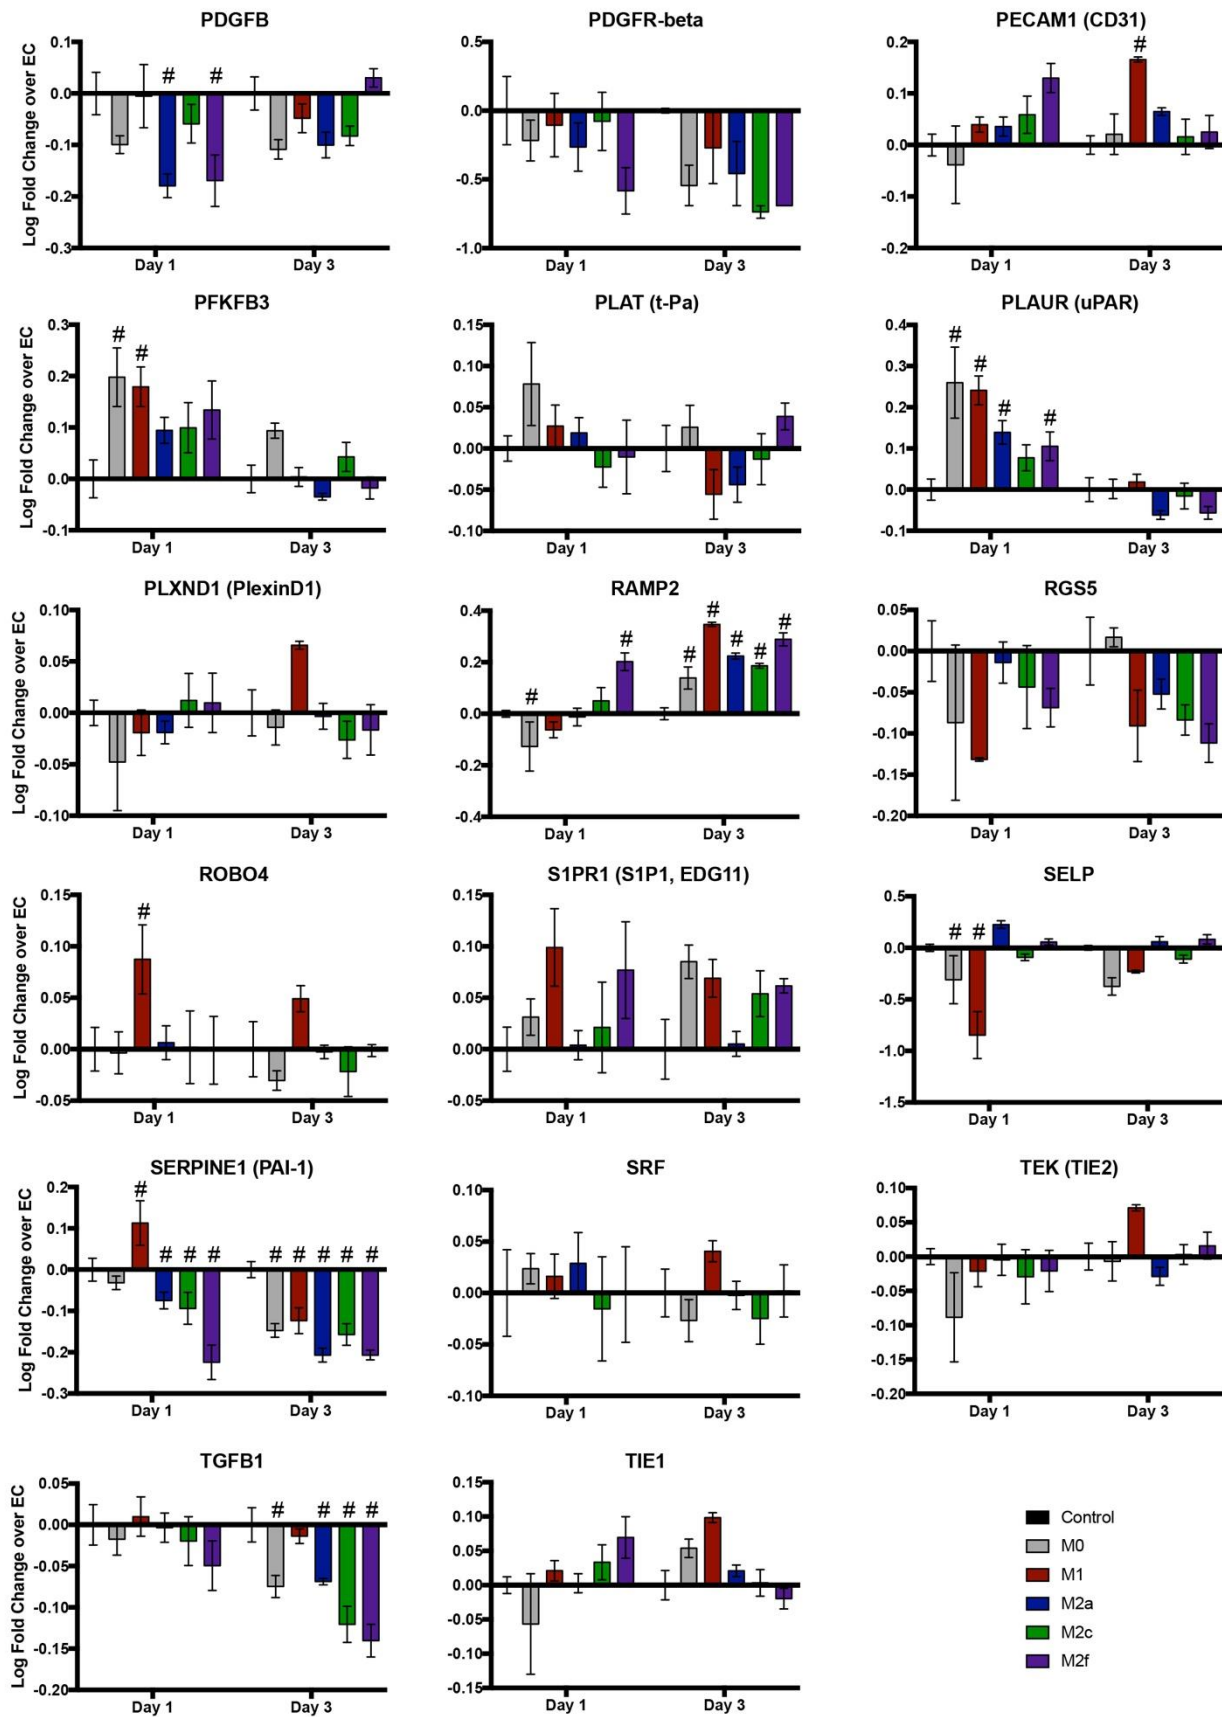 PDGFB
PDGFR-beta
PECAM1 (CD31)
Log Fold Change over EC
0.1
0.0
-0.1
-0.2
-0.3
#
#
Day 1
Day 3
0.5
0.0
-0.5
-1.0
Day 1
Day 3
0.2
0.1
0.0
-0.1
-0.2
#
Day 1
Day 3
PFKFB3
PLAT (t-Pa)
PLAUR (uPAR)
Log Fold Change over EC
0.3
0.2
0.1
0.0
-0.1
#
#
Day 1
Day 3
0.15
0.10
0.05
0.00
-0.05
-0.10
Day 1
Day 3
0.4
0.3
0.2
0.1
0.0
-0.1
#
#
#
#
Day 1
Day 3
PLXND1 (PlexinD1)
RAMP2
RGS5
Log Fold Change over EC
0.10
0.05
0.00
-0.05
-0.10
Day 1
Day 3
0.4
0.2
0.0
-0.2
-0.4
#
#
#
#
#
#
#
Day 1
Day 3
0.05
0.00
-0.05
-0.10
-0.15
-0.20
Day 1
Day 3
ROBO4
S1PR1 (S1P1, EDG11)
SELP
Log Fold Change over EC
0.15
0.10
0.05
0.00
-0.05
#
Day 1
Day 3
0.15
0.10
0.05
0.00
-0.05
Day 1
Day 3
0.5
0.0
-0.5
-1.0
-1.5
# #
Day 1
Day 3
SERPINE1 (PAI-1)
SRF
TEK (TIE2)
Log Fold Change over EC
0.2
0.1
0.0
-0.1
-0.2
-0.3
#
# # #
# # # # #
Day 1
Day 3
0.10
0.05
0.00
-0.05
-0.10
Day 1
Day 3
0.10
0.05
0.00
-0.05
-0.10
-0.15
-0.20
Day 1
Day 3
TGFB1
TIE1
Log Fold Change over EC
0.05
0.00
-0.05
-0.10
-0.15
-0.20
# # # #
Day 1
Day 3
0.15
0.10
0.05
0.00
-0.05
-0.10
-0.15
Day 1
Day 3
Control
M0
M1
M2a
M2c
M2f